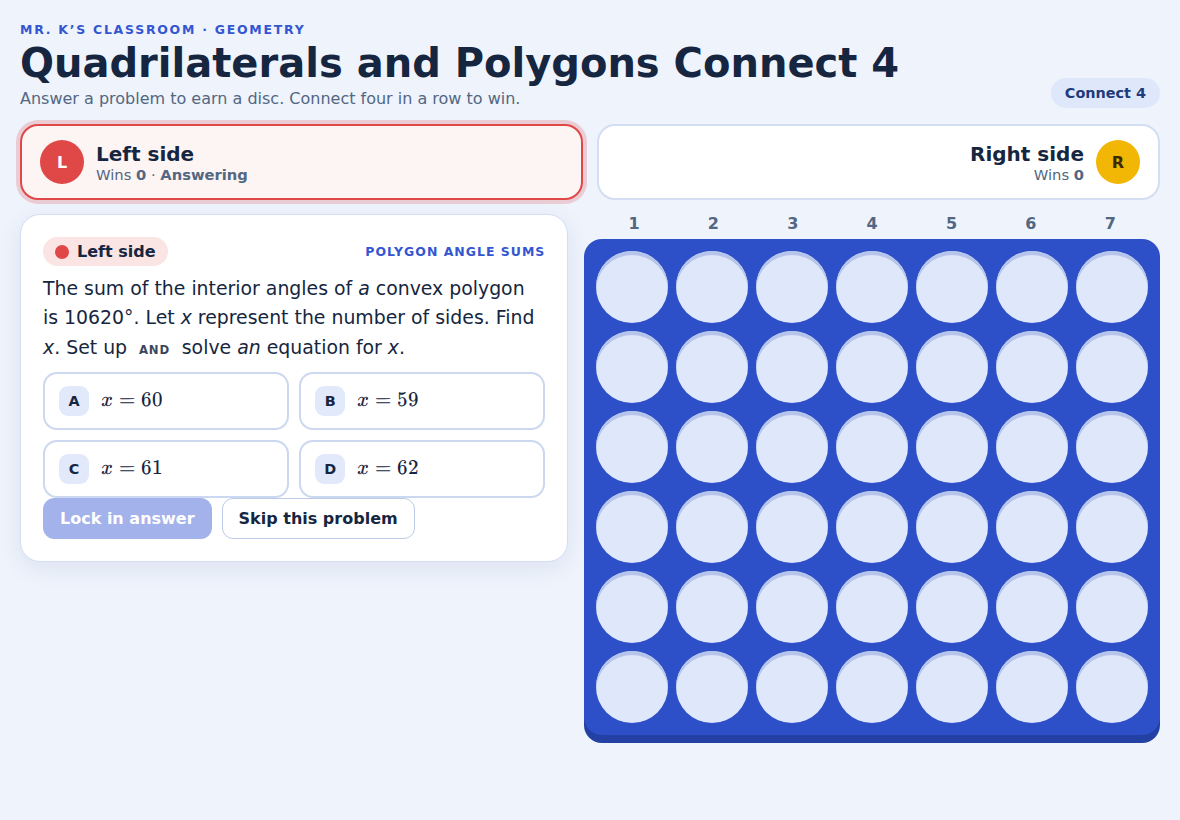 MR. K’S CLASSROOM · GEOMETRY
Quadrilaterals and Polygons Connect 4
Answer a problem to earn a disc. Connect four in a row to win.
Connect 4
L
Left side
Wins 0 · Answering
Right side
Wins 0
R
Left side
POLYGON ANGLE SUMS
The sum of the interior angles of a convex polygon
is 10620°. Let x represent the number of sides. Find
x. Set up AND solve an equation for x.
A x = 60
B x = 59
C x = 61
D x = 62
Lock in answer
Skip this problem
1 2 3 4 5 6 7